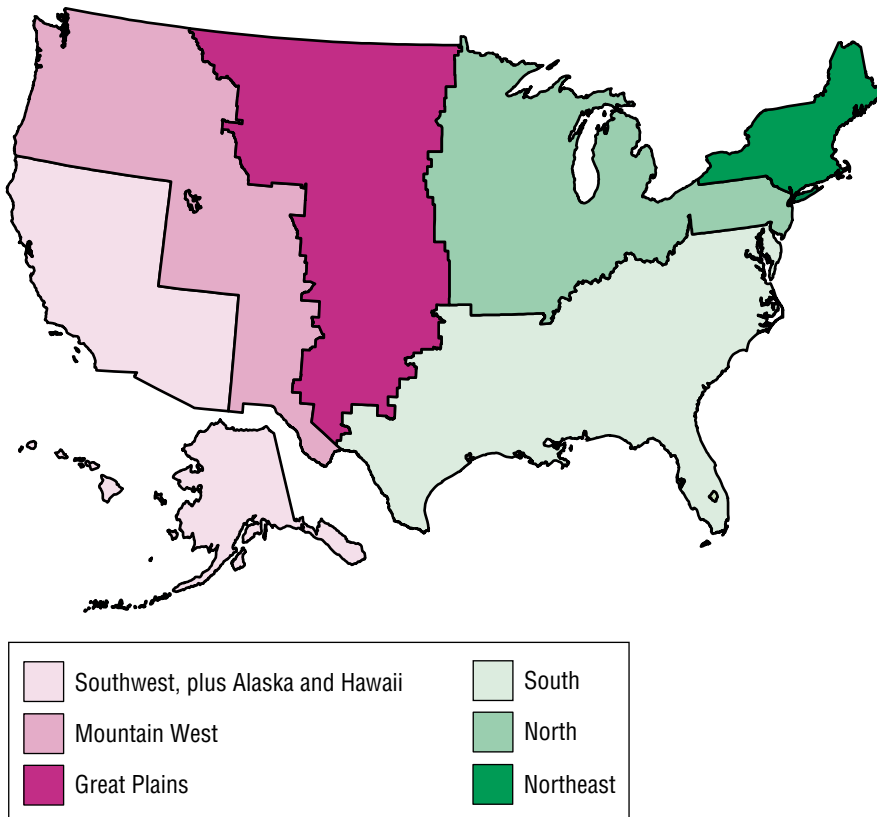 Southwest, plus Alaska and Hawaii
Mountain West
Great Plains
South
North
Northeast